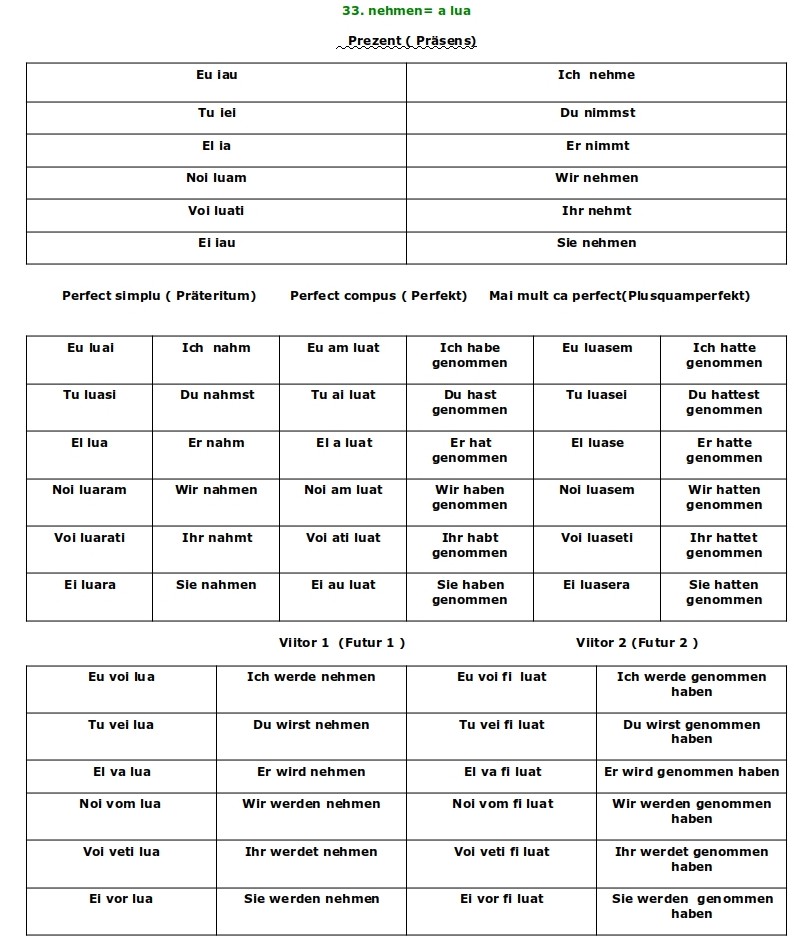 33. nehmen= a lua
Prezent ( Präsens)
Eu iau Ich nehme
Tu iei Du nimmst
El ia Er nimmt
Noi luam Wir nehmen
Voi luati Ihr nehmt
Ei iau Sie nehmen
Perfect simplu ( Präteritum) Perfect compus ( Perfekt) Mai mult ca perfect(Plusquamperfekt)
Eu luai Ich nahm Eu am luat Ich habe Eu luasem Ich hatte
genommen genommen
Tu luasi Du nahmst Tu ai luat Du hast Tu luasei Du hattest
genommen genommen
El lua Er nahm El a luat Er hat El luase Er hatte
genommen genommen
Noi luaram Wir nahmen Noi am luat Wir haben Noi luasem Wir hatten
genommen genommen
Voi luarati Ihr nahmt Voi ati luat Ihr habt Voi luaseti Ihr hattet
genommen genommen
Ei luara Sie nahmen Ei au luat Sie haben Ei luasera Sie hatten
genommen genommen
Viitor 1 (Futur 1 ) Viitor 2 (Futur 2 )
Eu voi lua Ich werde nehmen Eu voi fi luat Ich werde genommen
haben
Tu vei lua Du wirst nehmen Tu vei fi luat Du wirst genommen
haben
El va lua Er wird nehmen El va fi luat Er wird genommen haben
Noi vom lua Wir werden nehmen Noi vom fi luat Wir werden genommen
haben
Voi veti lua Ihr werdet nehmen Voi veti fi luat Ihr werdet genommen
haben
Ei vor lua Sie werden nehmen Ei vor fi luat Sie werden genommen
haben